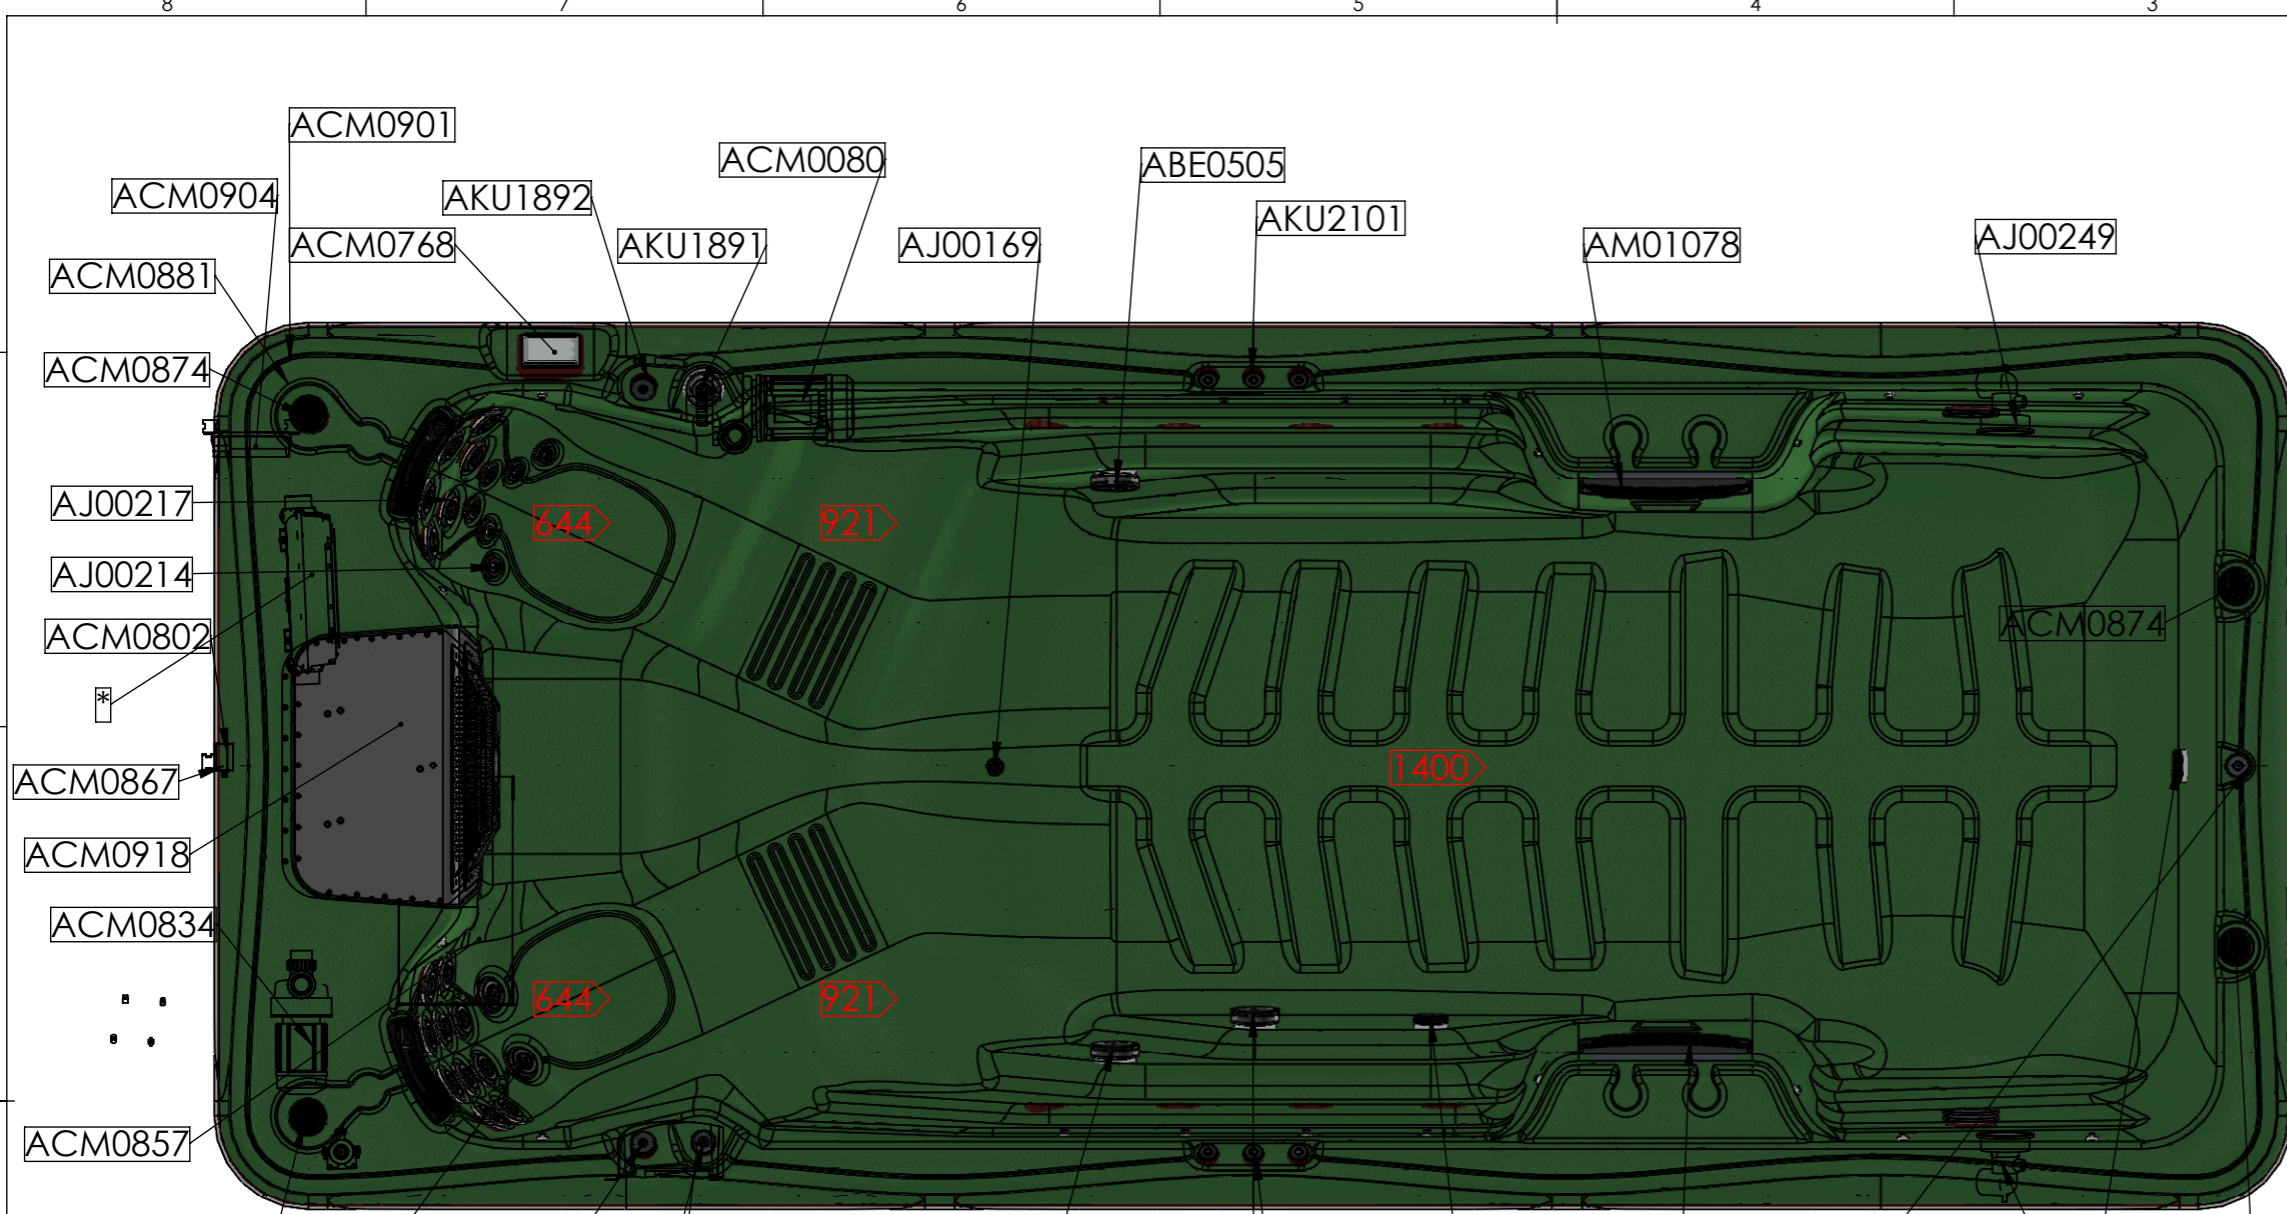 8 7 6 5 4 3
ACM0901
ACM0080
ABE0505
ACM0904
AKU1892
AKU2101
ACM0768
AKU1891
AJ00169
AM01078
AJ00249
ACM0881
ACM0874
AJ00217
644
921
AJ00214
ACM0802
ACM0874
*
ACM0867
1400
ACM0918
ACM0834
644
921
ACM0857